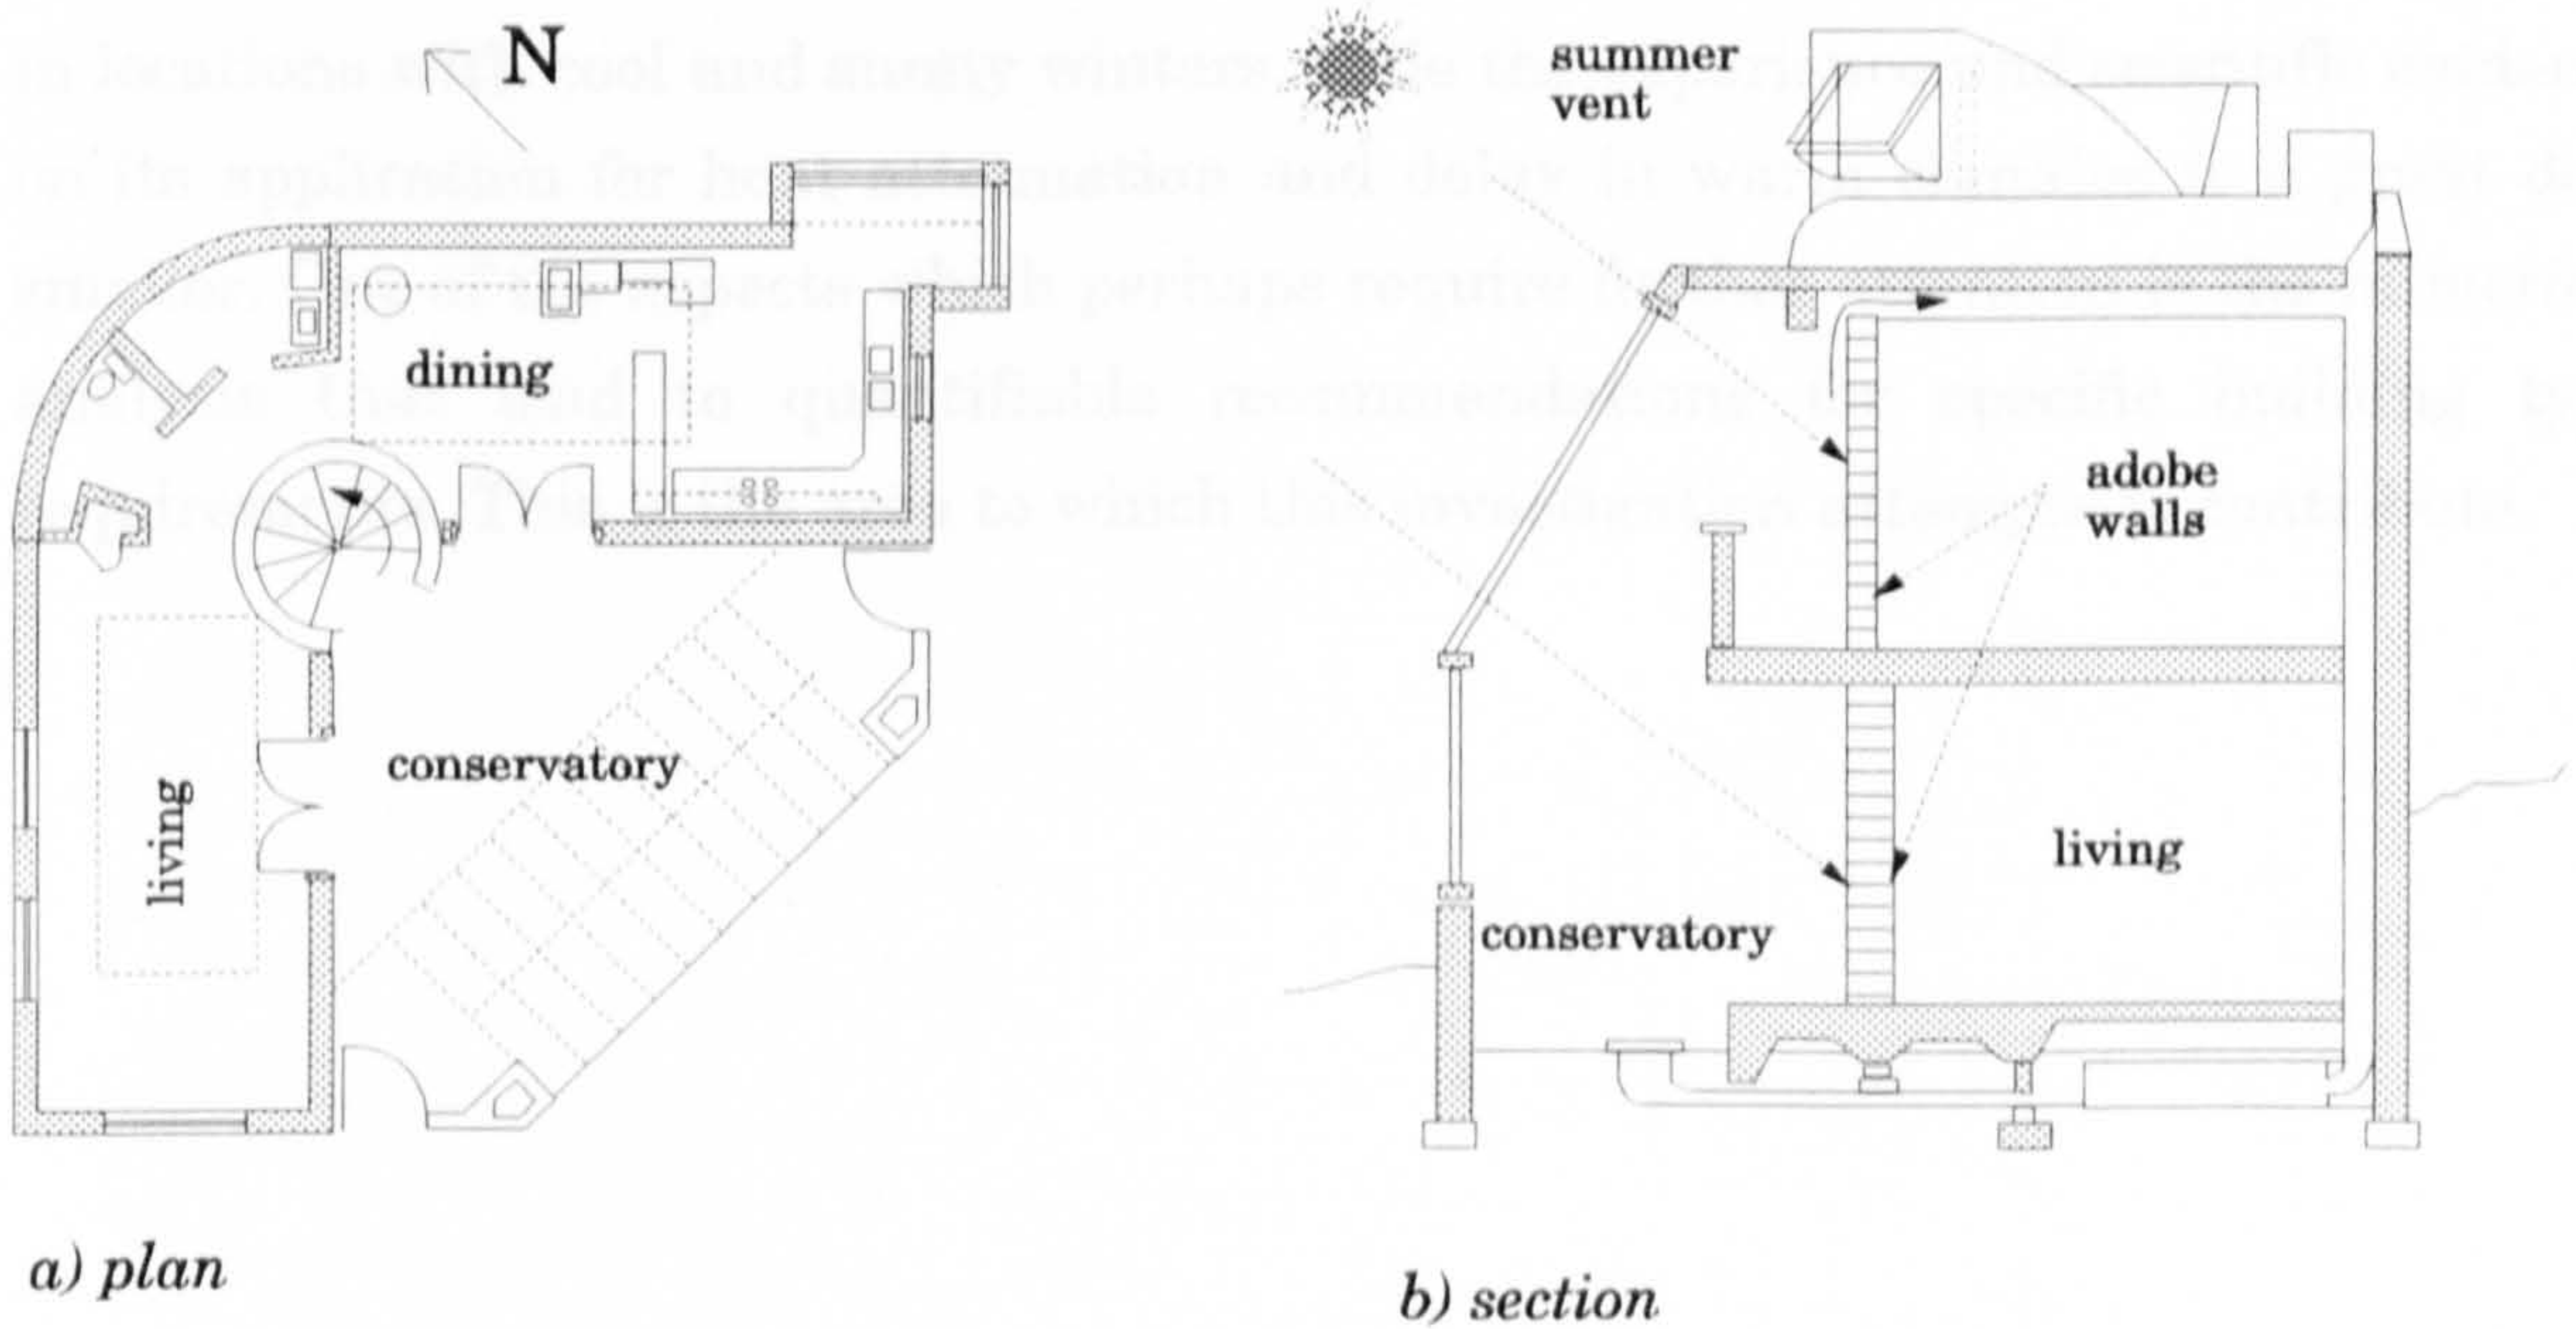 N
dining
conservatory
living
a) plan
summer
vent
adobe
walls
living
conservatory
b) section